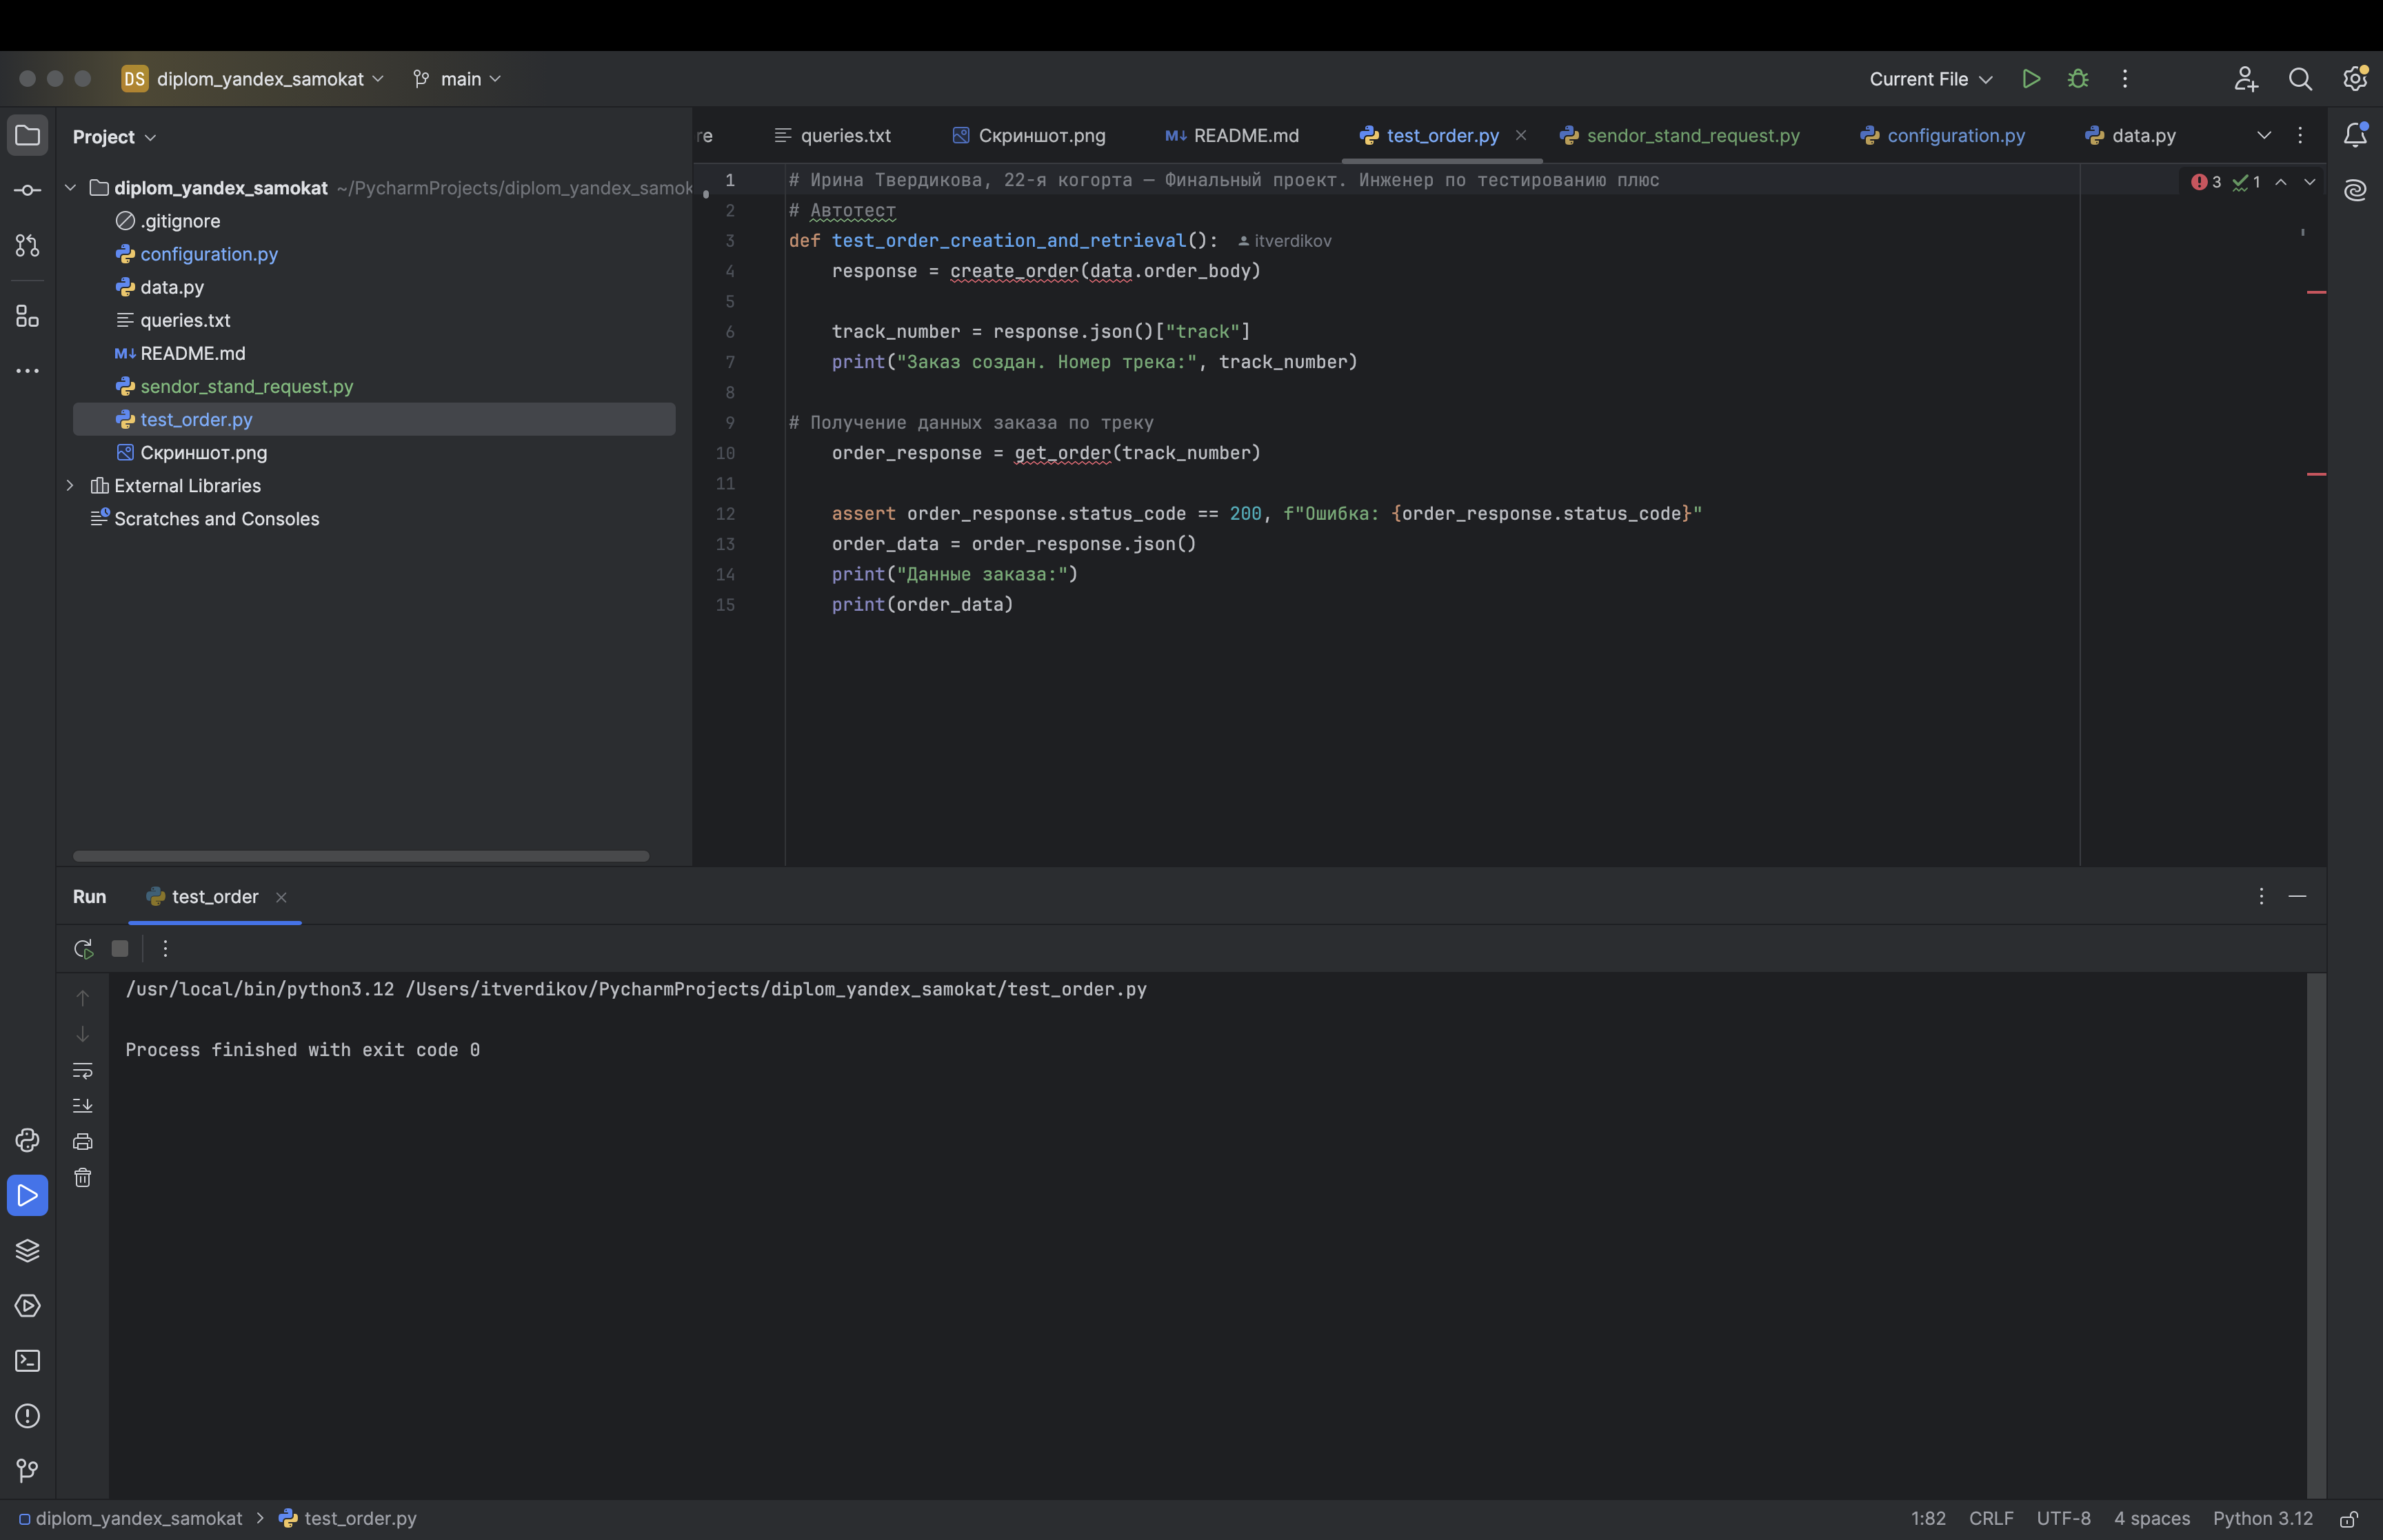 DS diplom_yandex_samokat main Current File
Project
re queries.txt Скриншот.png M↓ README.md test_order.py sendor_stand_request.py configuration.py data.py
diplom_yandex_samokat ~/PycharmProjects/diplom_yandex_samok
.gitignore
configuration.py
data.py
queries.txt
M↓ README.md
sendor_stand_request.py
test_order.py
Скриншот.png
External Libraries
Scratches and Consoles
3 1
1 # Ирина Твердикова, 22-я когорта — Финальный проект. Инженер по тестированию плюс
2 # Автотест
3 def test_order_creation_and_retrieval(): itverdikov
4 response = create_order(data.order_body)
5
6 track_number = response.json()["track"]
7 print("Заказ создан. Номер трека:", track_number)
8
9 # Получение данных заказа по треку
10 order_response = get_order(track_number)
11
12 assert order_response.status_code == 200, f"Ошибка: {order_response.status_code}"
13 order_data = order_response.json()
14 print("Данные заказа:")
15 print(order_data)
Run test_order
/usr/local/bin/python3.12 /Users/itverdikov/PycharmProjects/diplom_yandex_samokat/test_order.py
Process finished with exit code 0
diplom_yandex_samokat > test_order.py 1:82 CRLF UTF-8 4 spaces Python 3.12